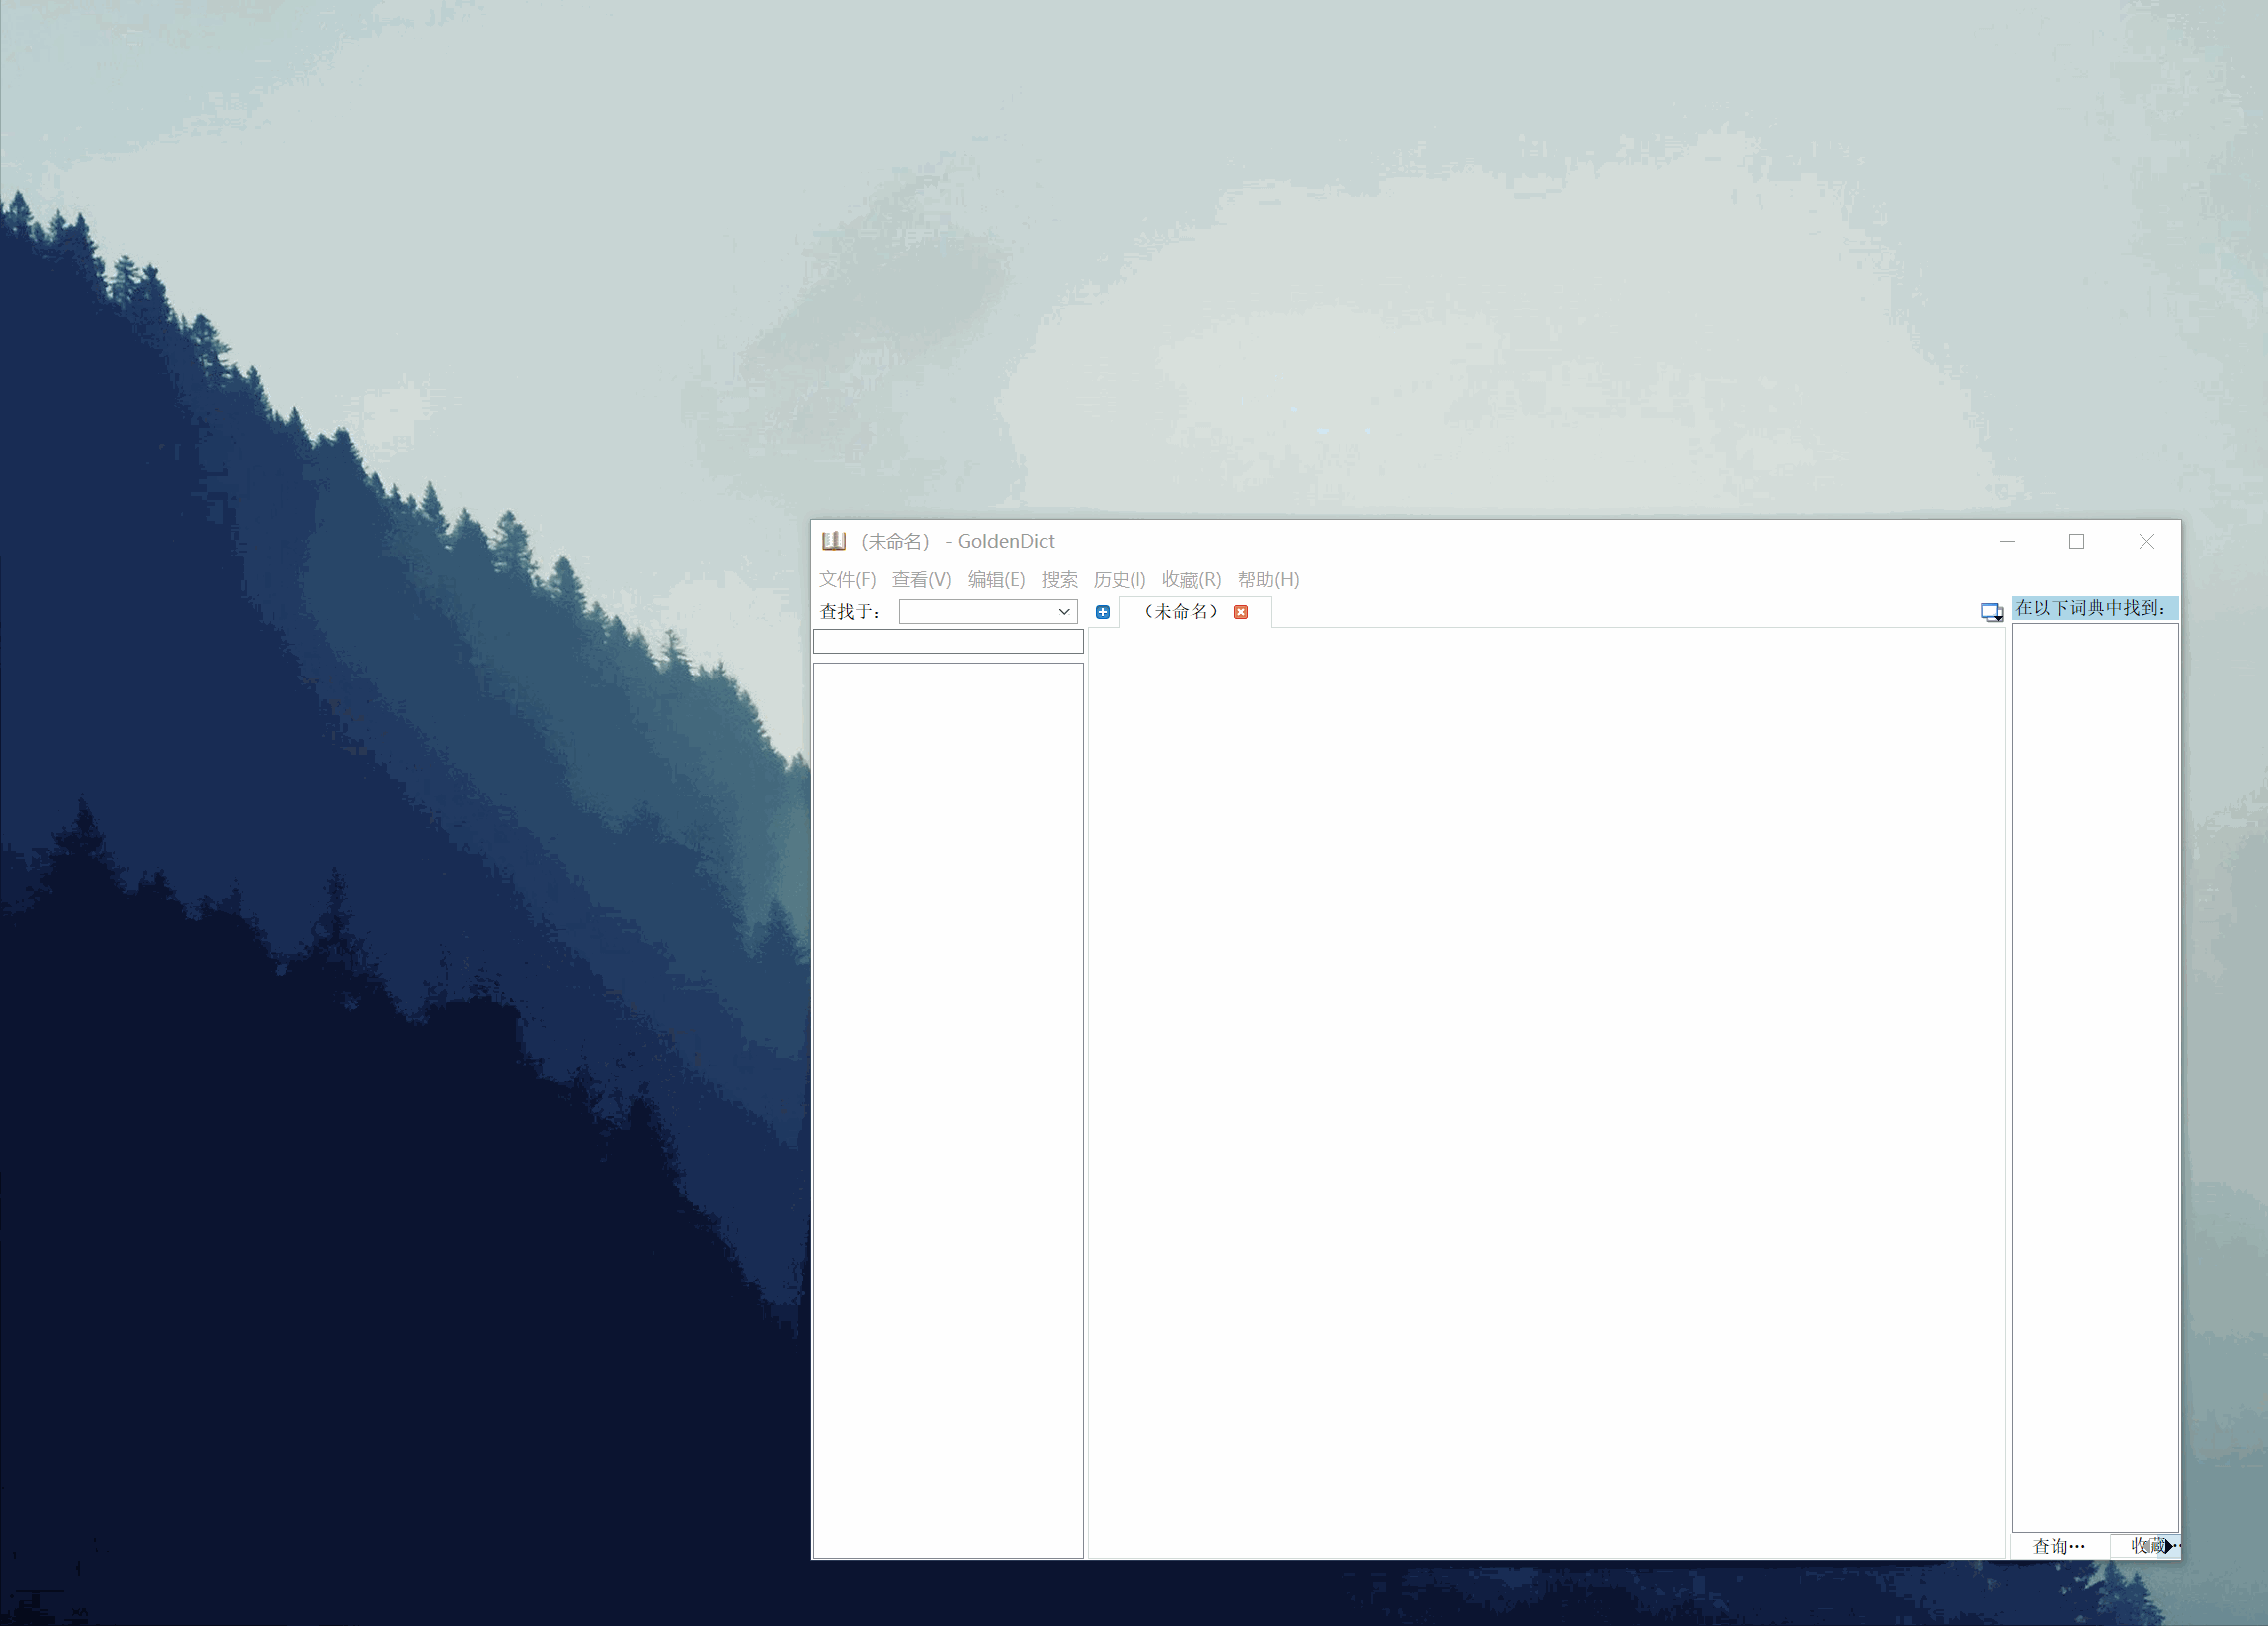 （未命名） - GoldenDict
文件(F) 查看(V) 编辑(E) 搜索 历史(I) 收藏(R) 帮助(H)
查找于: （未命名） 在以下词典中找到:
查询… 收藏…